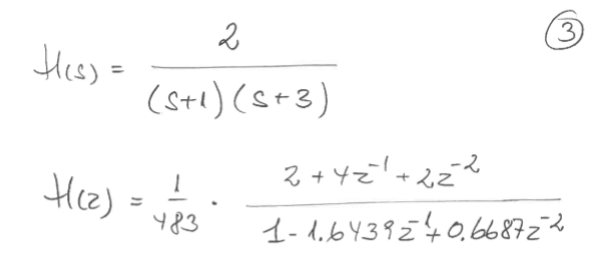 ③
H(s) = 2 / (s+1)(s+3)
H(z) = 1/483 · 2 + 4z⁻¹ + 2z⁻² / 1 - 1.6439z⁻¹ + 0.6687z⁻²